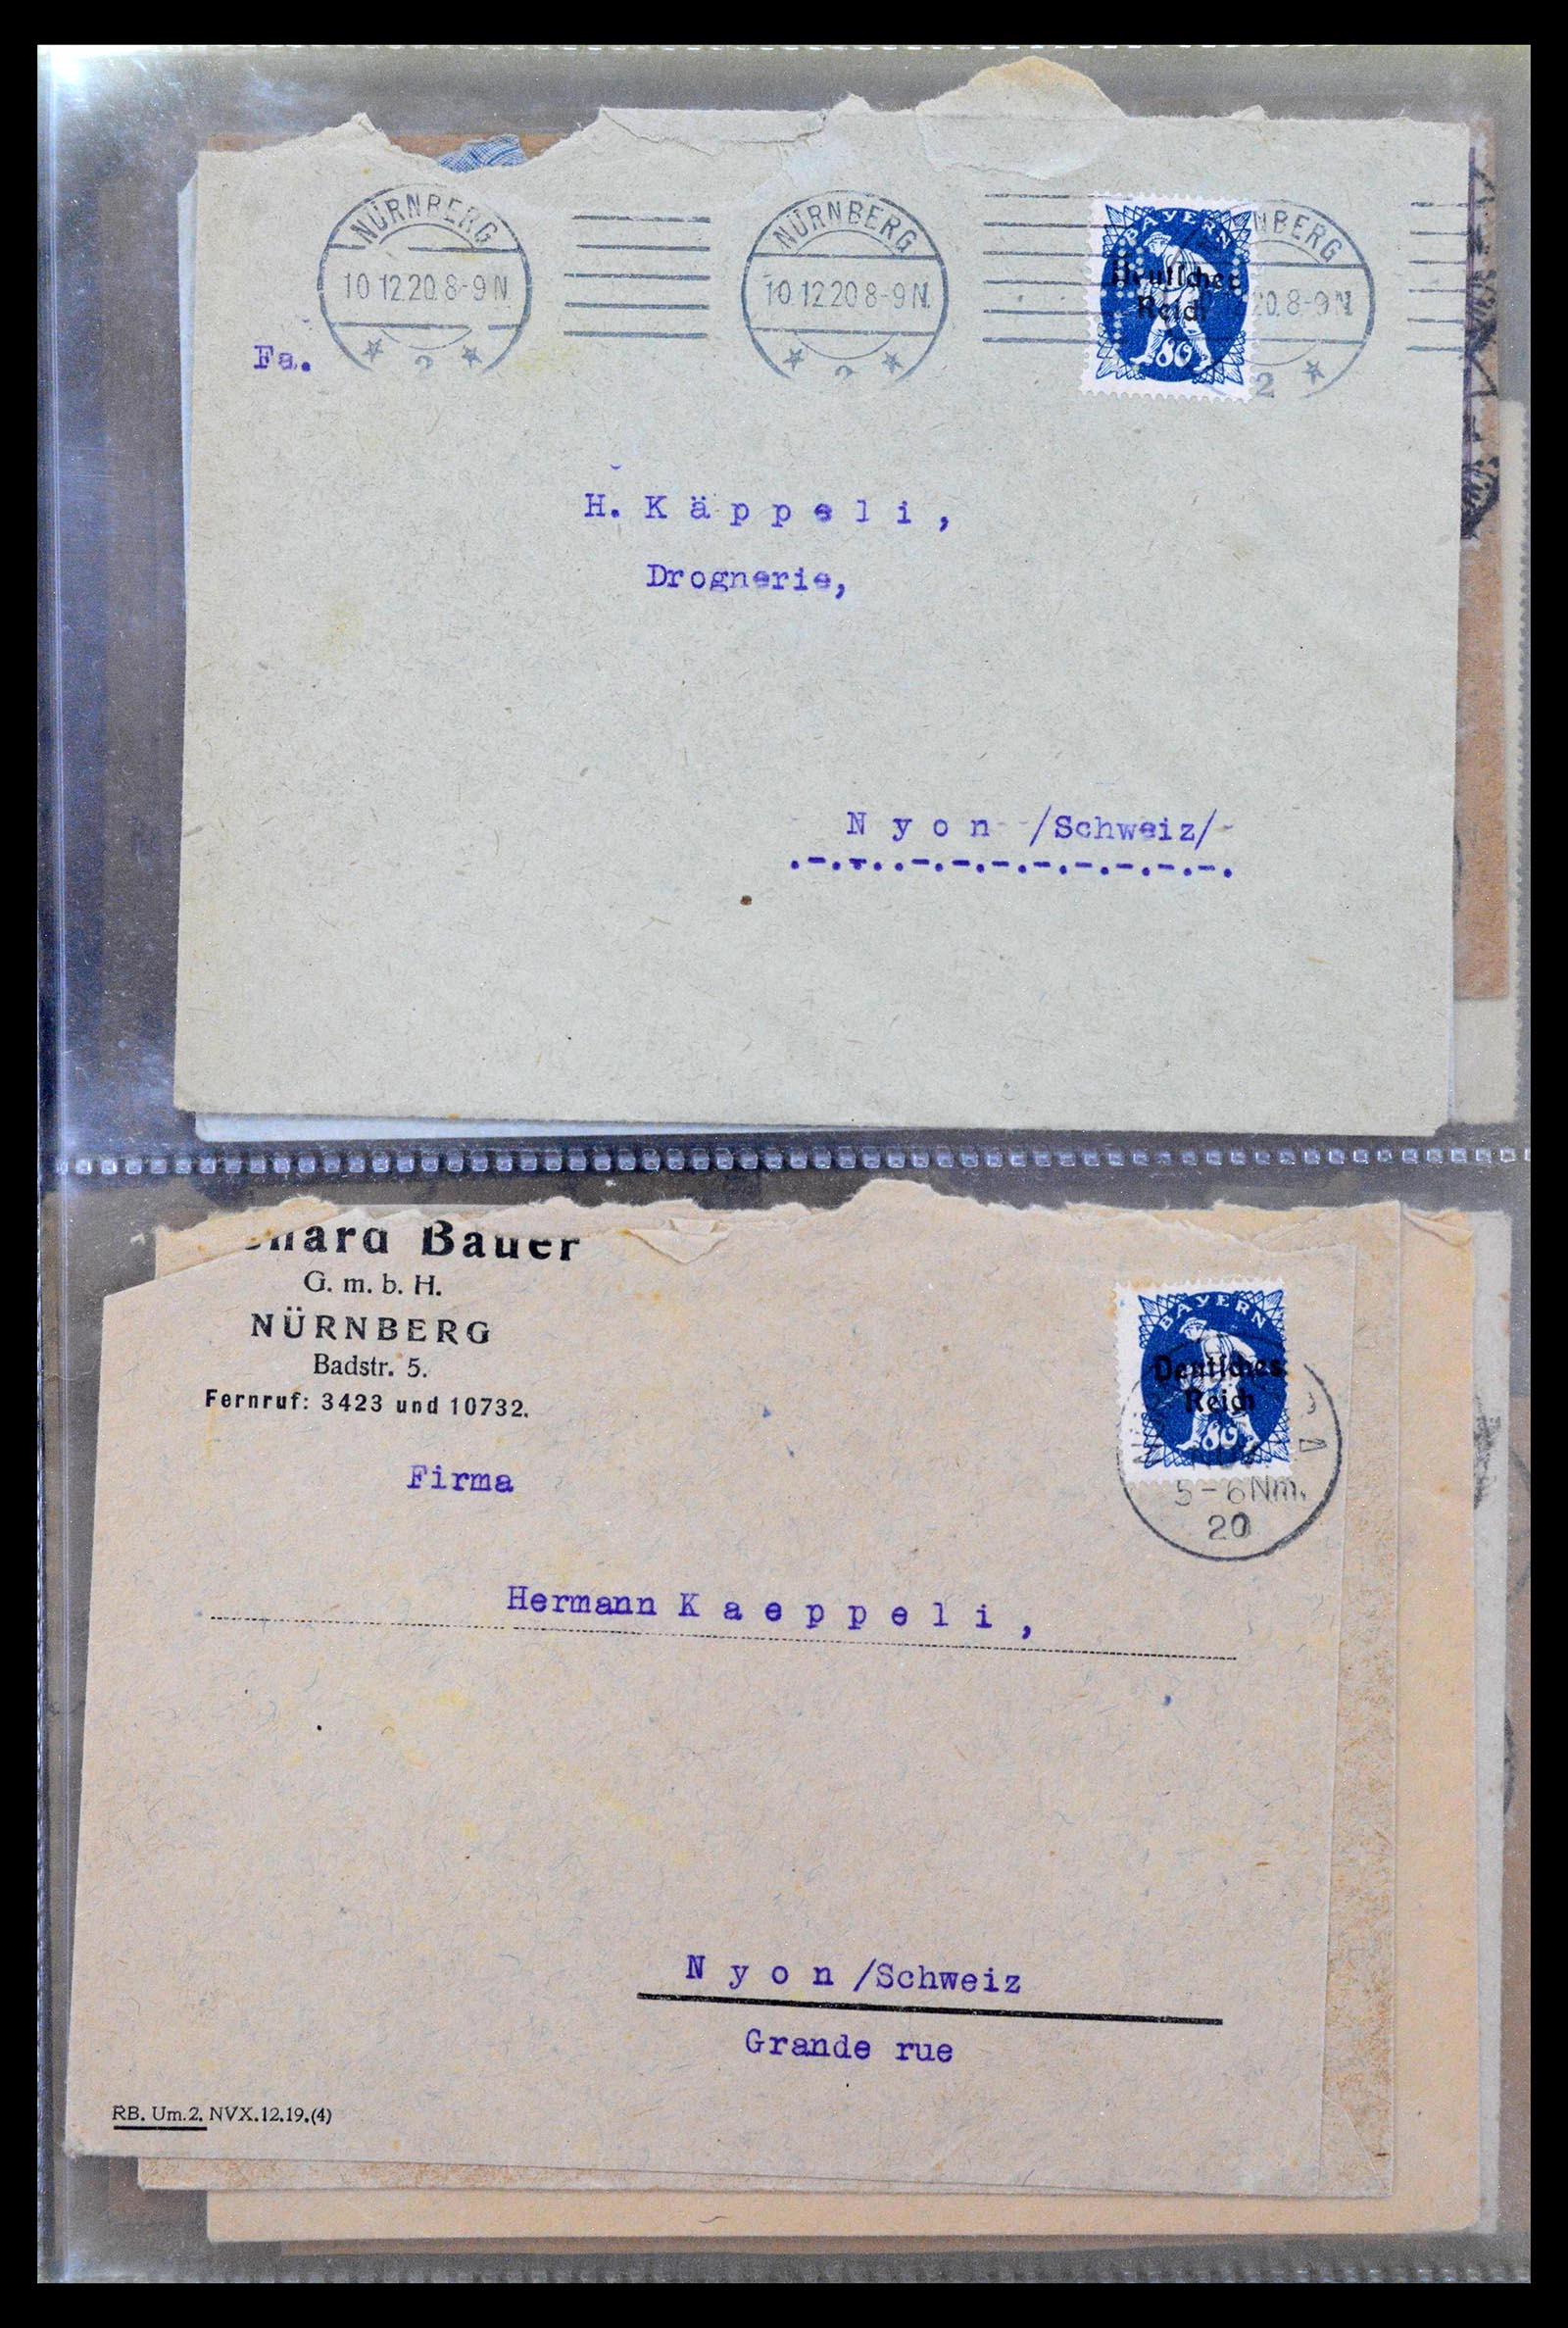 NÜRNBERG
10.12.20.8-9N
NÜRNBERG
10.12.20 8-9N.
2
BAYERN
Deutsches
Reich
80
NBERG
20.8-9N.
2
Fa.
H. Käppeli,
Drognerie,
Nyon /Schweiz/
Bauer
G. m. b. H.
NÜRNBERG
Badstr. 5.
Fernruf: 3423 und 10732.
BAYERN
Deutsches
Reich
80
5-6Nm.
20
Firma
Hermann Kaeppeli,
Nyon/Schweiz
Grande rue
RB. Um.2. NVX.12.19.(4)